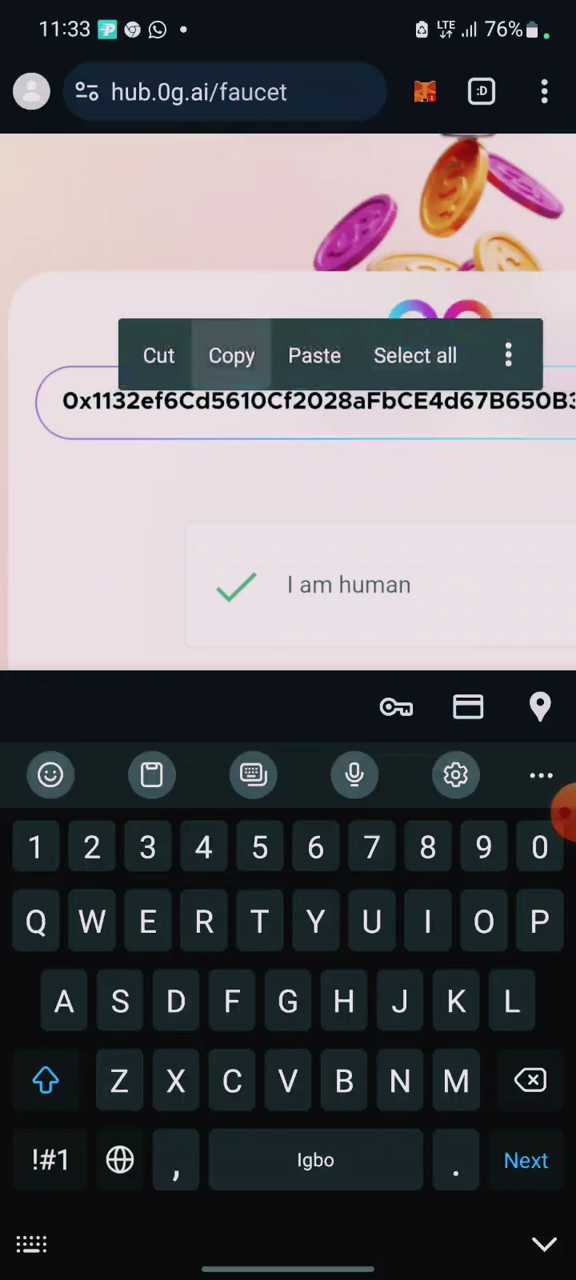 11:33 LTE 76%
hub.0g.ai/faucet :D
Cut Copy Paste Select all
0x1132ef6Cd5610Cf2028aFbCE4d67B650B3
I am human
1 2 3 4 5 6 7 8 9 0
Q W E R T Y U I O P
A S D F G H J K L
Z X C V B N M
!#1 , Igbo . Next